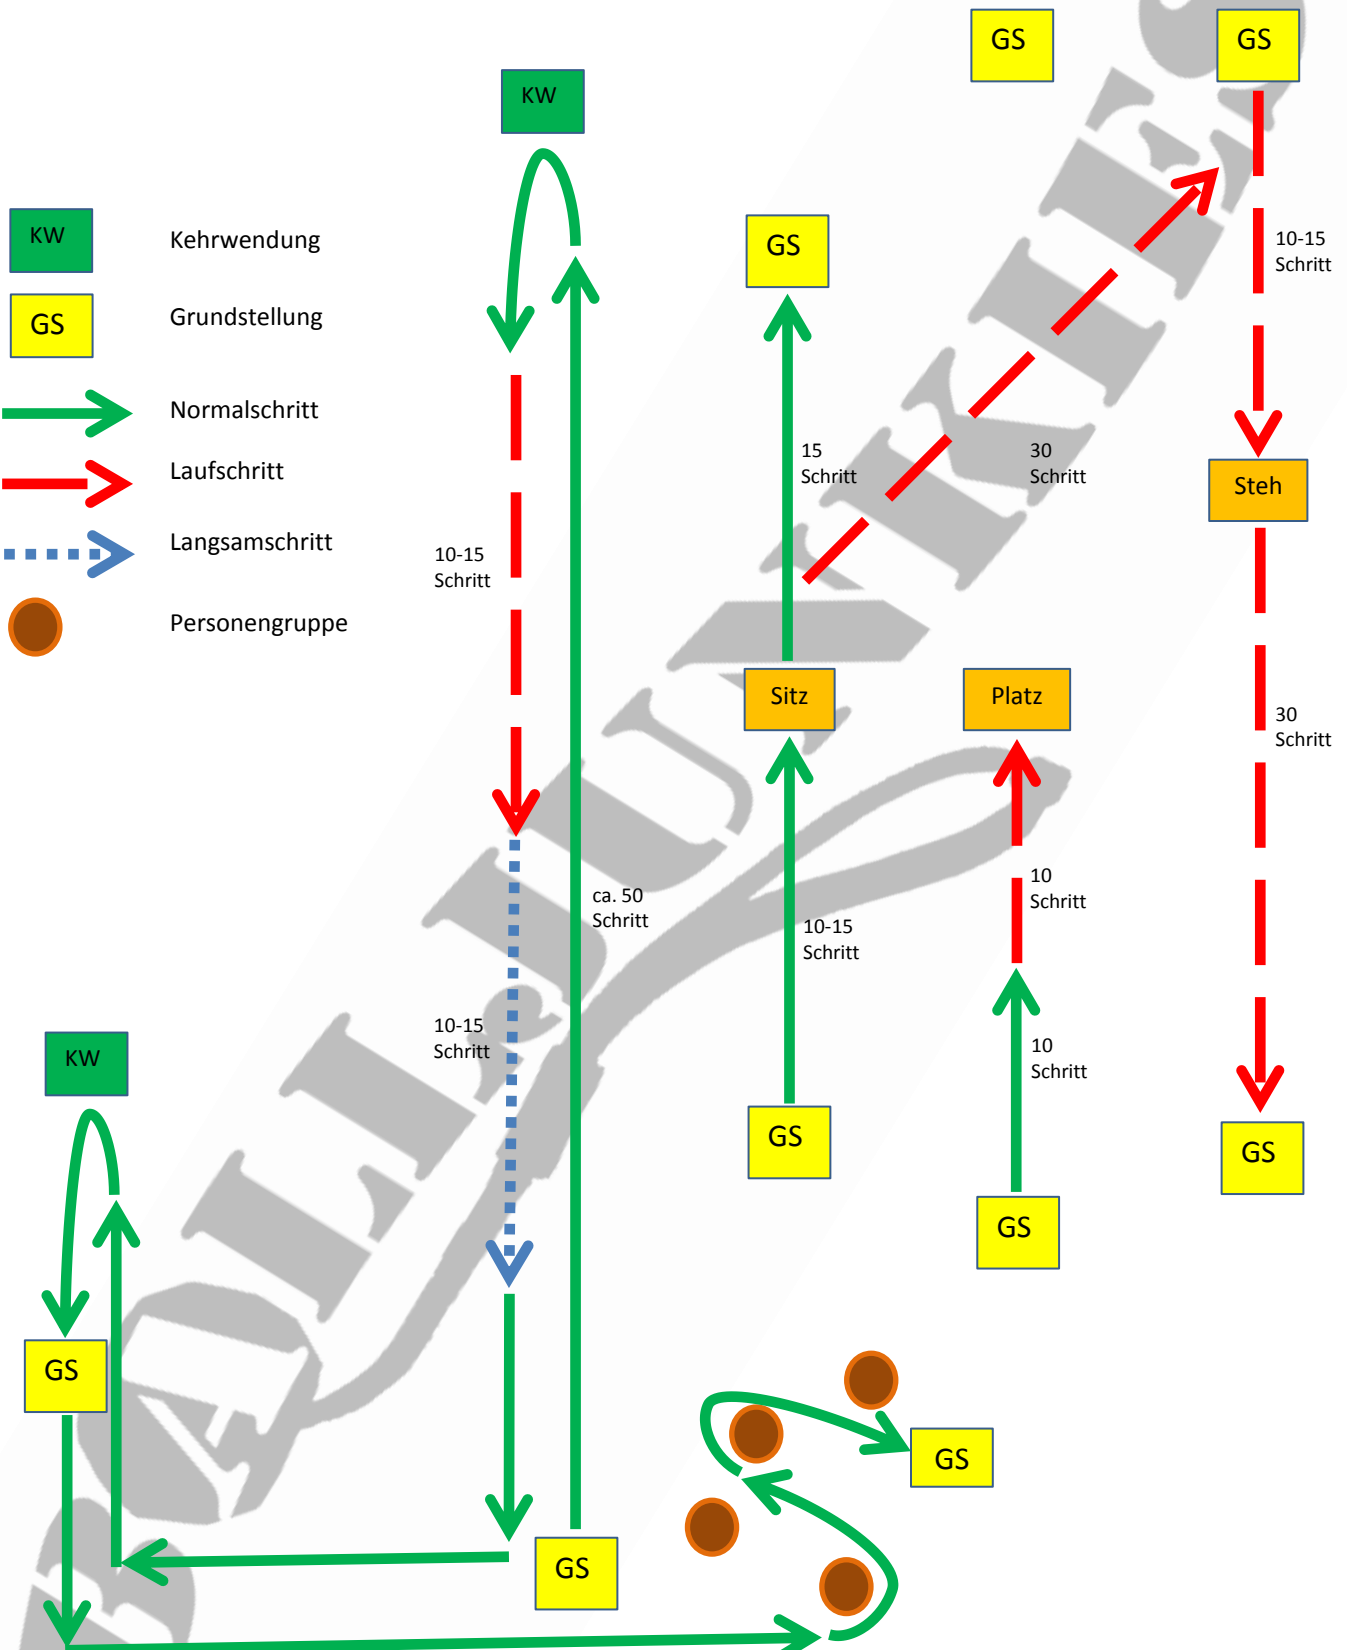 GS
GS
KW
KW
Kehrwendung
GS
10-15
Schritt
GS
Grundstellung
Normalschritt
15
Schritt
30
Schritt
Laufschritt
Steh
Langsamschritt
10-15
Schritt
Personengruppe
Sitz
Platz
30
Schritt
10
Schritt
ca. 50
Schritt
10-15
Schritt
10-15
Schritt
KW
10
Schritt
GS
GS
GS
GS
GS
GS